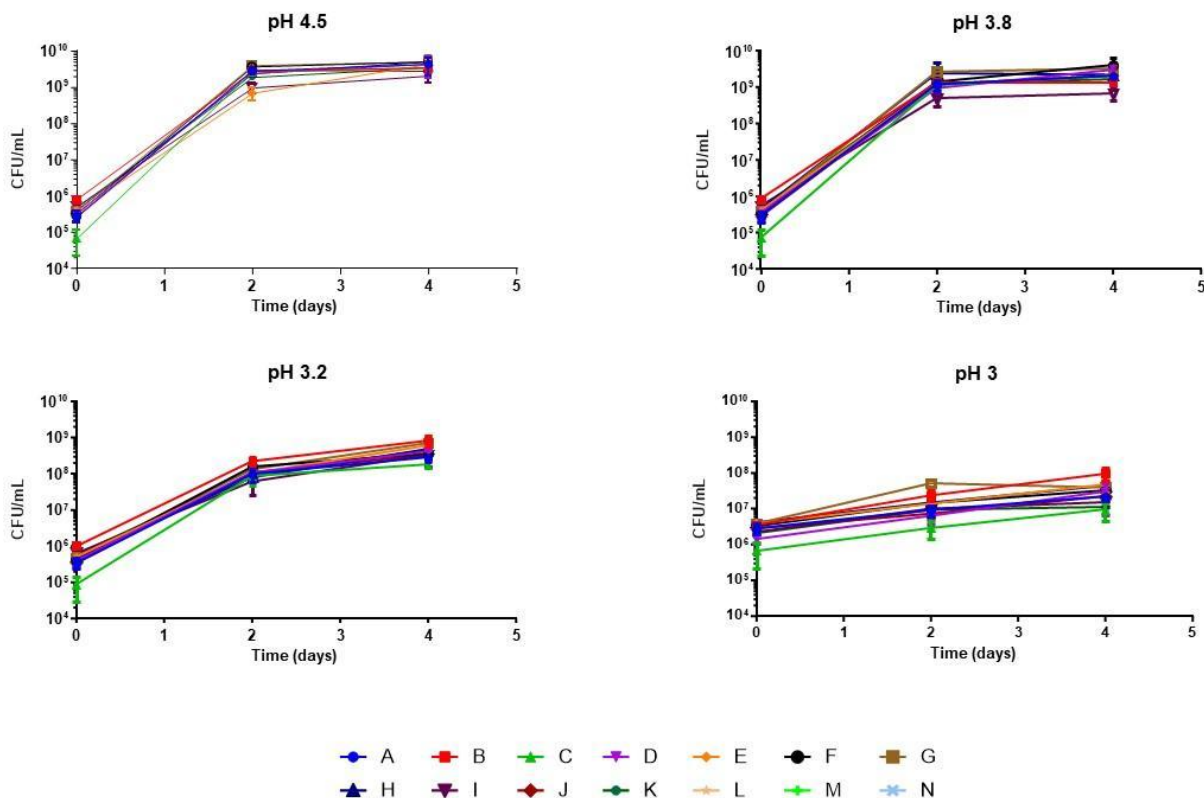 pH 4.5
10^10
10^9
10^8
10^7
10^6
10^5
10^4
CFU/mL
0 1 2 3 4 5
Time (days)
pH 3.8
10^10
10^9
10^8
10^7
10^6
10^5
10^4
CFU/mL
0 1 2 3 4 5
Time (days)
pH 3.2
10^10
10^9
10^8
10^7
10^6
10^5
10^4
CFU/mL
0 1 2 3 4 5
Time (days)
pH 3
10^10
10^9
10^8
10^7
10^6
10^5
10^4
CFU/mL
0 1 2 3 4 5
Time (days)
A B C D E F G
H I J K L M N